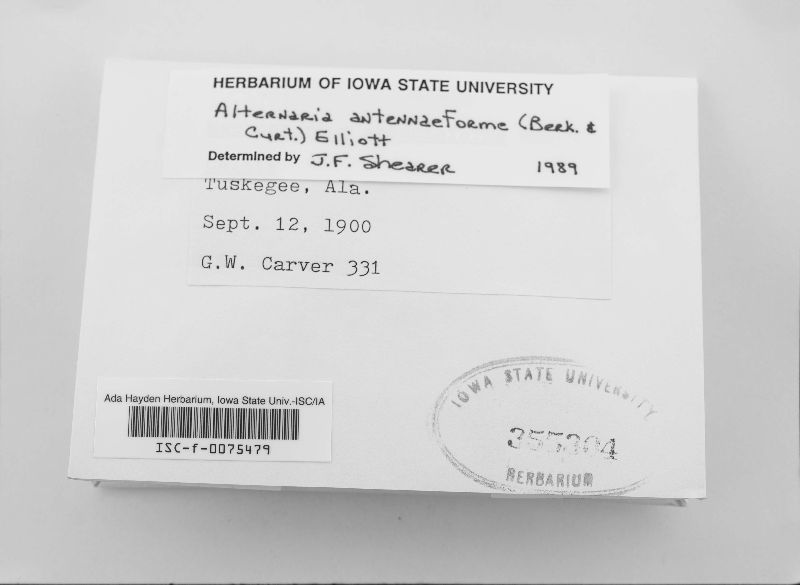 HERBARIUM OF IOWA STATE UNIVERSITY
Alternaria antennaeforme (Berk. &
Curt.) Elliott
Determined by J.F. Shearer 1989
Tuskegee, Ala.
Sept. 12, 1900
G.W. Carver 331
Ada Hayden Herbarium, Iowa State Univ.-ISC/IA
ISC-f-0075479
IOWA STATE UNIVERSITY
355304
HERBARIUM